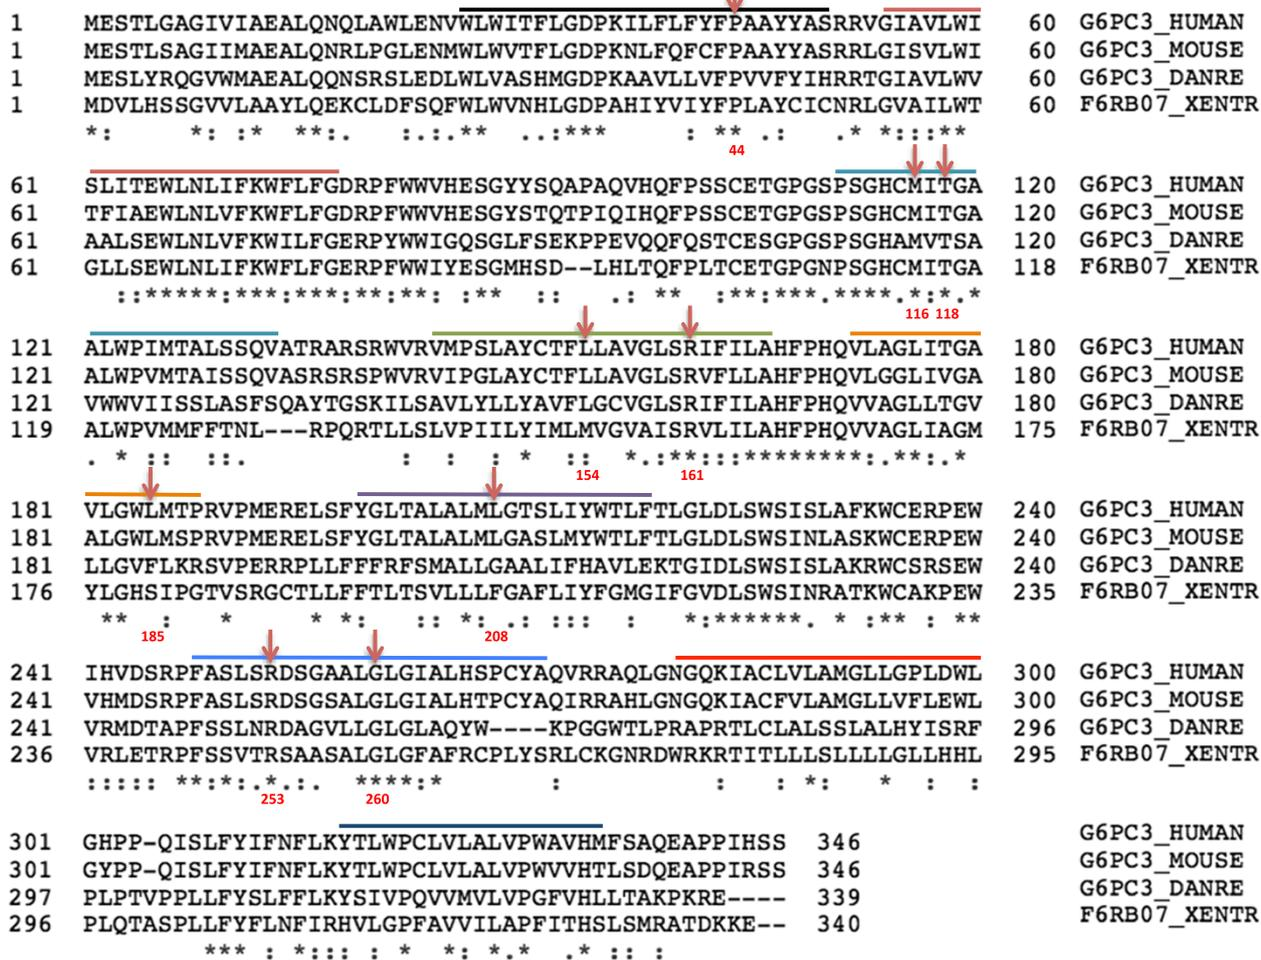 1 MESTLGAGIVIAEALQNQLAWLENVWLWITFLGDPKILFLFYFPAAYYASRRVGIAVLWI 60 G6PC3_HUMAN
1 MESTLSAGIIMAEALQNRLPGLENMWLWVTFLGDPKNLFQFCFPAAYYASRRLGISVLWI 60 G6PC3_MOUSE
1 MESLYRQGVWMAEALQQNSRSLEDLWLVASHMGDPKAAVLLVFPVVFYIHRRTGIAVLWV 60 G6PC3_DANRE
1 MDVLHSSGVVLAAYLQEKCLDFSQFWLWVNHLGDPAHIYVIYFPLAYCICNRLGVAILWT 60 F6RB07_XENTR
*: *: :* **: :.:.** ..:*** : ** .: .* *:::**
44
61 SLITEWLNLIFKWFLFGDRPFWWVHESGYYSQAPAQVHQFPSSCETGPGSPSGHCMITGA 120 G6PC3_HUMAN
61 TFIAEWLNLIFKWFLFGDRPFWWVHESGYSTQTPIQIHQFPSSCETGPGSPSGHCMITGA 120 G6PC3_MOUSE
61 AALSEWLNLVFKWILFGERPYWWIGQSGLFSEKPPEVQQFQSTCESGPGSPSGHAMVTSA 120 G6PC3_DANRE
61 GLLSEWLNLIFKWFLFGERPFWWIYESGMHSD--LHLTQFPLTCETGPGNPSGHCMITGA 118 F6RB07_XENTR
::*****:***:***:**:**: :** :: .: ** :**:***.****.*:*.*
116 118
121 ALWPIMTALSSQVATRARSRWVRVMPSLAYCTFLLAVGLSRIFILAHFPHQVLAGLITGA 180 G6PC3_HUMAN
121 ALWPVMTAISSQVASRSRSPWVRVIPGLAYCTFLLAVGLSRVFLLAHFPHQVLGGLIVGA 180 G6PC3_MOUSE
121 VWWVIISSLASFSQAYTGSKILSAVLYLLYAVFLGCVGLSRIFILAHFPHQVVAGLLTGV 180 G6PC3_DANRE
119 ALWPVMMFFTNL---RPQRTLLSLVPIILYIMLMVGVAISRVLILAHFPHQVVAGLIAGM 175 F6RB07_XENTR
. * :: ::. : : : * :: *.:**:::*********:.**:.*
154 161
181 VLGWLMTPRVPMERELSFYGLTALALMLGTSLIYWTLFTLGLDLSWSISLAFKWCERPEW 240 G6PC3_HUMAN
181 ALGWLMSPRVPMERELSFYGLTALALMLGASLMYWTLFTLGLDLSWSINLASKWCERPEW 240 G6PC3_MOUSE
181 LLGVFLKRSVPERRPLLFFFRFSMALLGAALIFHAVLEKTGIDLSWSISLAKRWCSRSEW 240 G6PC3_DANRE
176 YLGHSIPGTVSRGCTLLFFTLTSVLLLFGAFLIYFGMGIFGVDLSWSINRATKWCAKPEW 235 F6RB07_XENTR
** : * * *: :: *: .: ::: : *:******. * :** : **
185 208
241 IHVDSRPFASLSRDSGAALGLGIALHSPCYAQVRRAQLGNGQKIACLVLAMGLLGPLDWL 300 G6PC3_HUMAN
241 VHMDSRPFASLSRDSGSALGLGIALHTPCYAQIRRAHLGNGQKIACFVLAMGLLVFLEWL 300 G6PC3_MOUSE
241 VRMDTAPFSSLNRDAGVLLGLGLAQYW----KPGGWTLPRAPRTLCLALSSLALHYISRF 296 G6PC3_DANRE
236 VRLETRPFSSVTRSAASALGLGFAFRCPLYSRLCKGNRDWRKRTITLLLSLLLLGLLHHL 295 F6RB07_XENTR
::::: **:*:.*.:. ****:* : : : *: * : :
253 260
301 GHPP-QISLFYIFNFLKYTLWPCLVLALVPWAVHMFSAQEAPPIHSS 346 G6PC3_HUMAN
301 GYPP-QISLFYIFNFLKYTLWPCLVLALVPWVVHTLSDQEAPPIRSS 346 G6PC3_MOUSE
297 PLPTVPPLLFYSLFFLKYSIVPQVVMVLVPGFVHLLTAKPKRE---- 339 G6PC3_DANRE
296 PLQTASPLLFYFLNFIRHVLGPFAVVILAPFITHSLSMRATDKKE-- 340 F6RB07_XENTR
*** : *::: : * *: *.* .* :: :